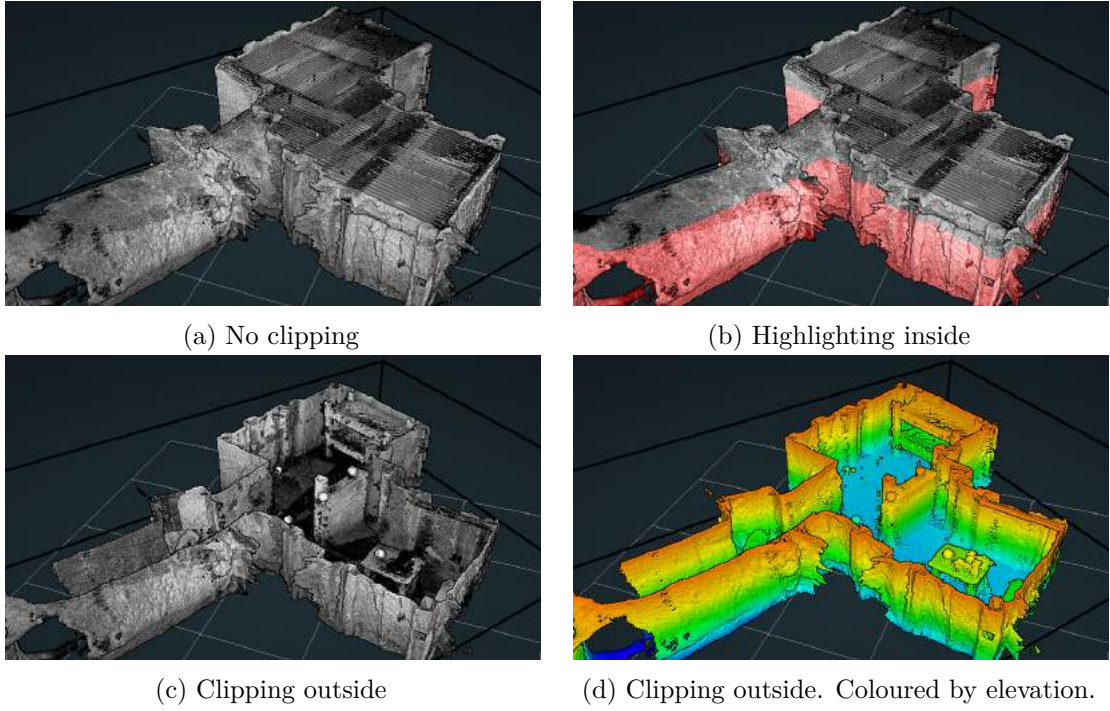 (a) No clipping
(b) Highlighting inside
(c) Clipping outside
(d) Clipping outside. Coloured by elevation.